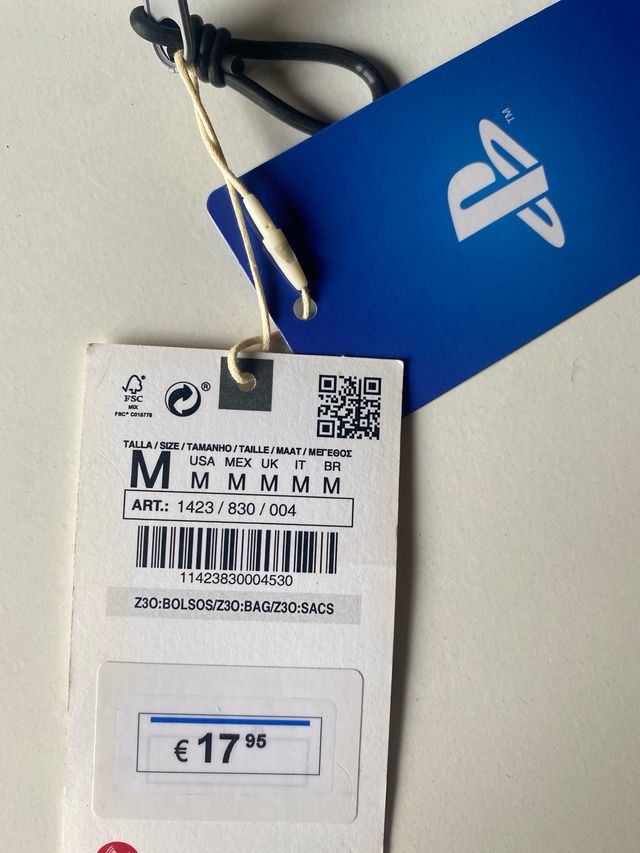 TM
FSC
MIX
FSC® C015778
®
TALLA / SIZE / TAMANHO / TAILLE / MAAT / ΜΕΓΕΘΟΣ
M
USA MEX UK IT BR
M M M M M
ART.: 1423 / 830 / 004
11423830004530
Z3O:BOLSOS/Z3O:BAG/Z3O:SACS
€ 17 95